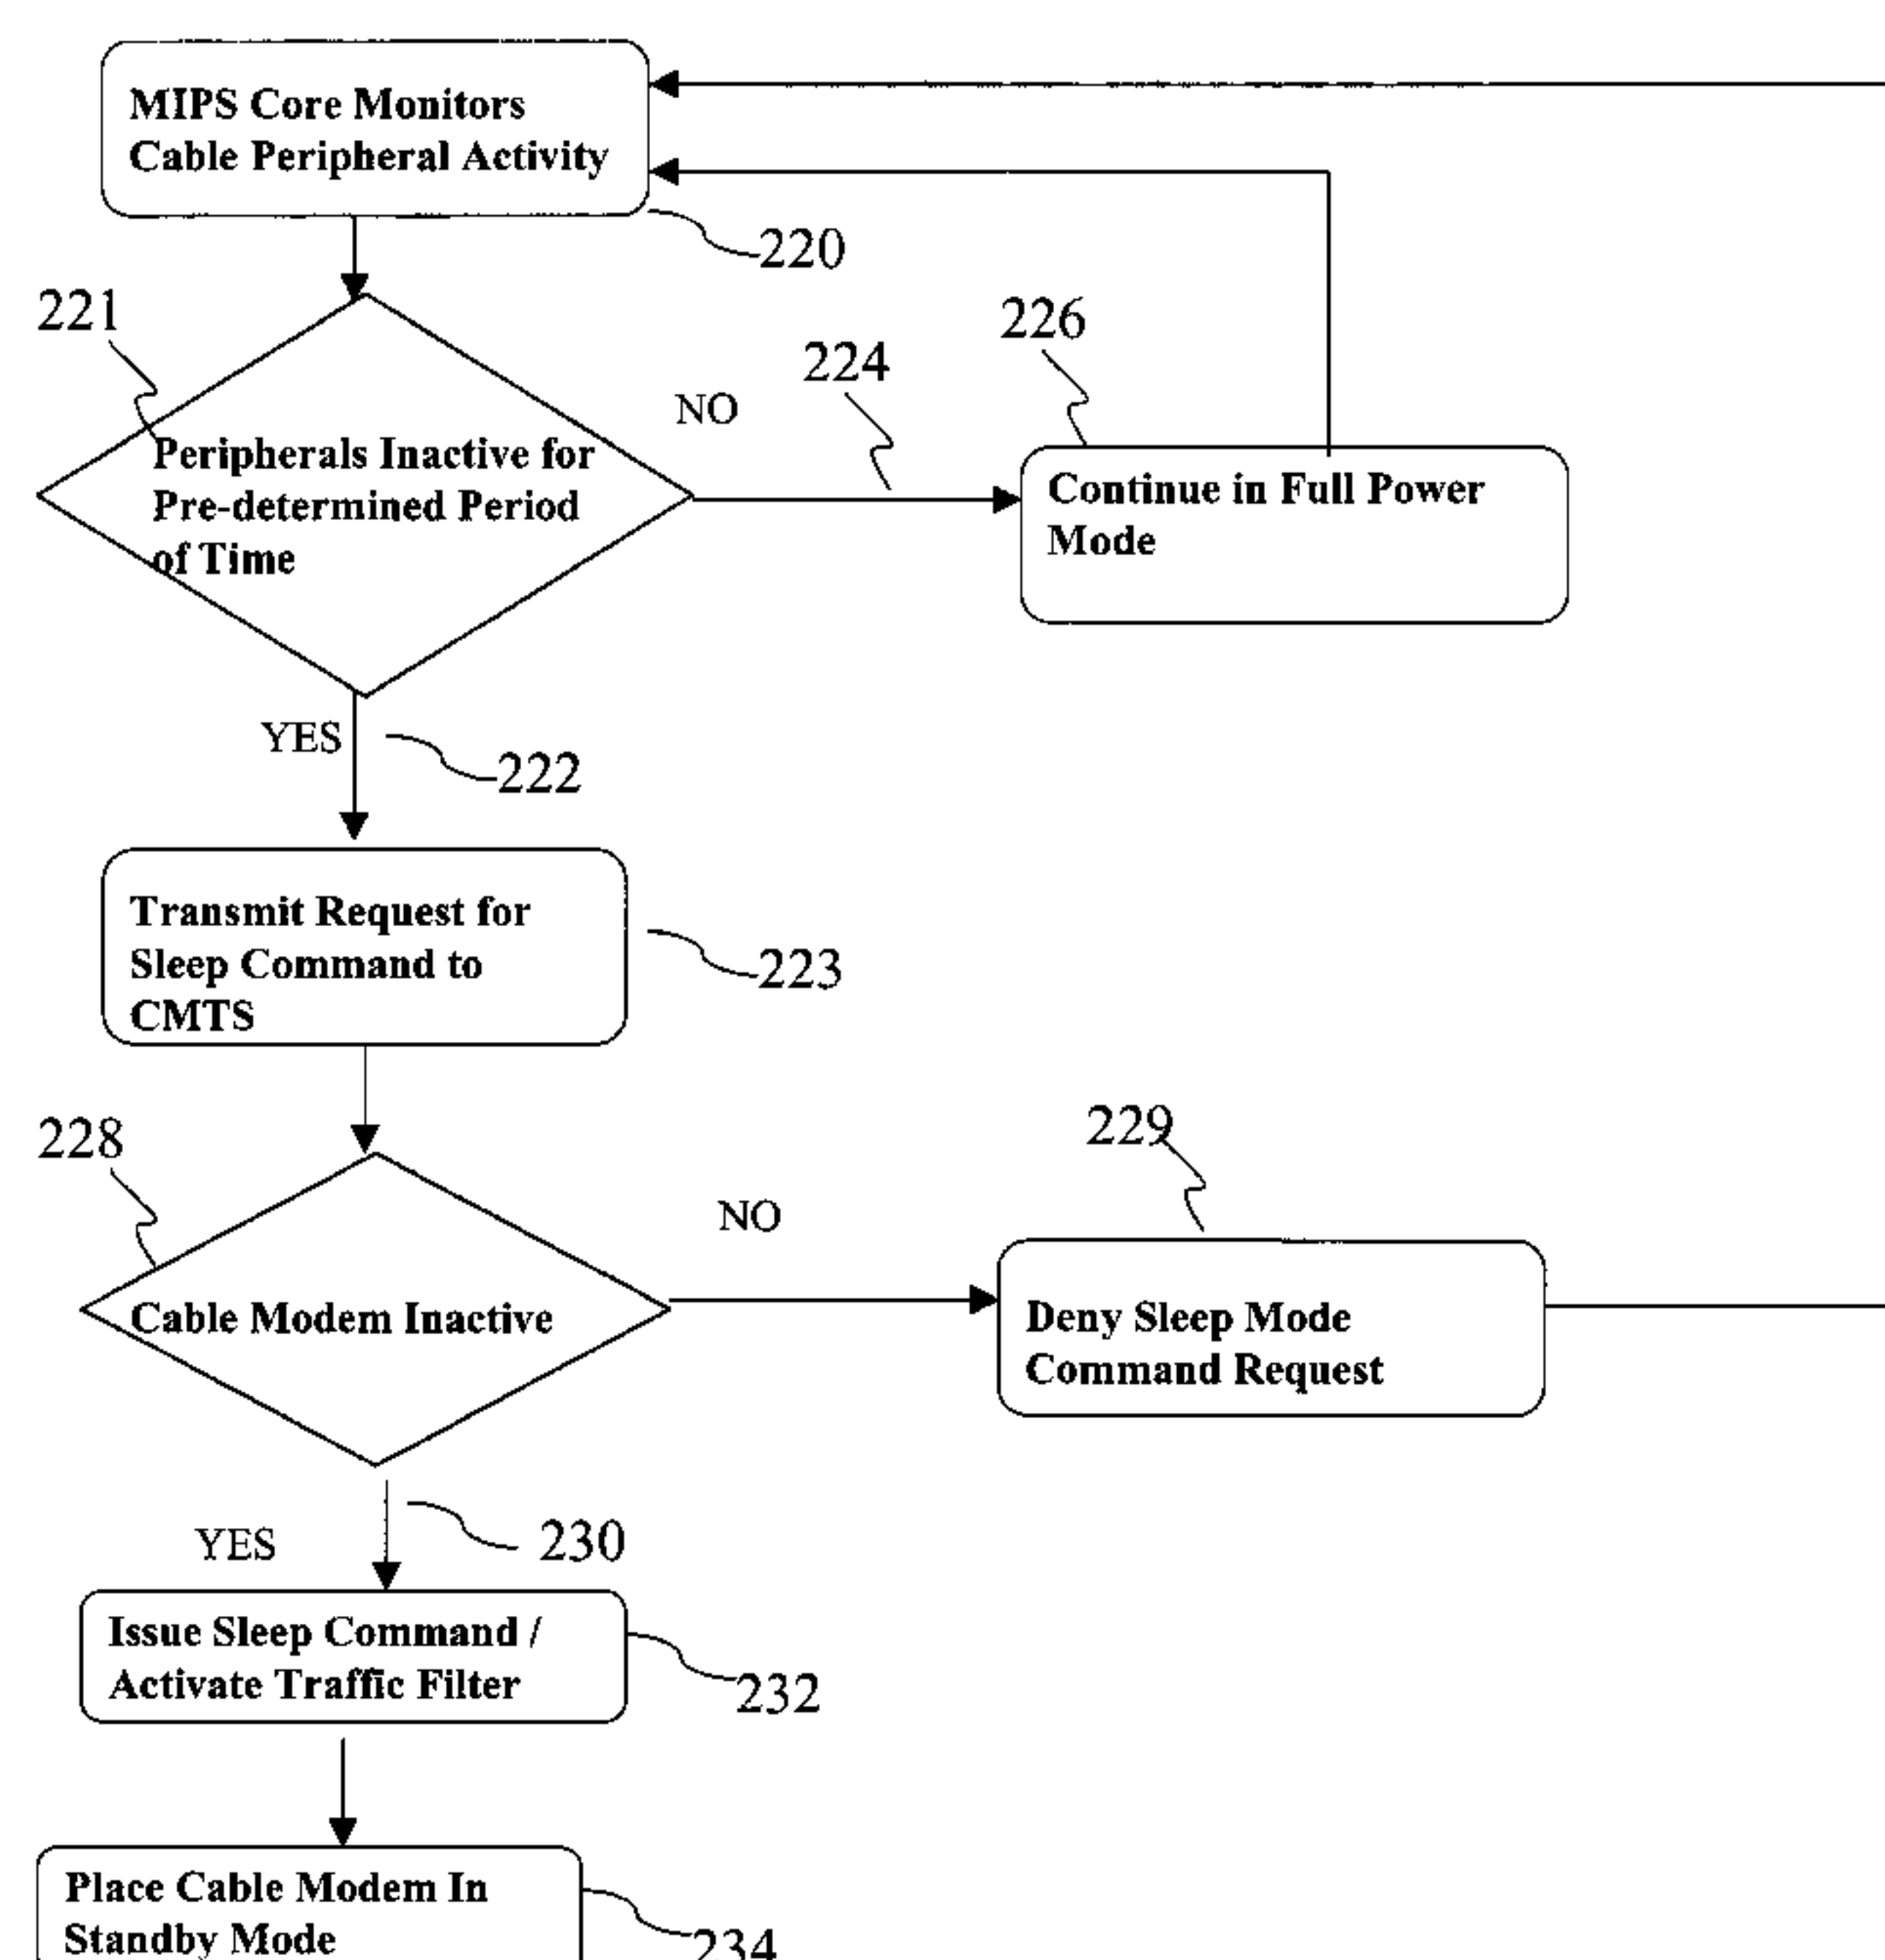 MIPS Core Monitors
Cable Peripheral Activity
220
221
226
224
NO
Peripherals Inactive for
Pre-determined Period
of Time
Continue in Full Power
Mode
YES
222
Transmit Request for
Sleep Command to
CMTS
223
228
229
NO
Cable Modem Inactive
Deny Sleep Mode
Command Request
YES
230
Issue Sleep Command /
Activate Traffic Filter
232
Place Cable Modem In
Standby Mode
234